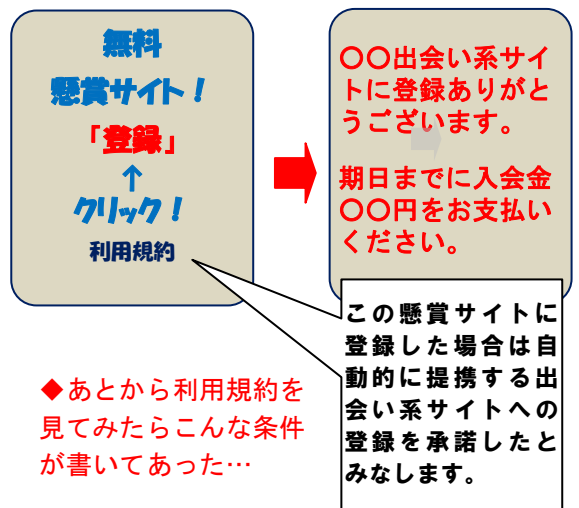 無料
懸賞サイト！
「登録」
↑
クリック！
利用規約
〇〇出会い系サイ
トに登録ありがと
うございます。
期日までに入会金
〇〇円をお支払い
ください。
この懸賞サイトに
登録した場合は自
動的に提携する出
会い系サイトへの
登録を承諾したと
みなします。
◆あとから利用規約を
見てみたらこんな条件
が書いてあった…